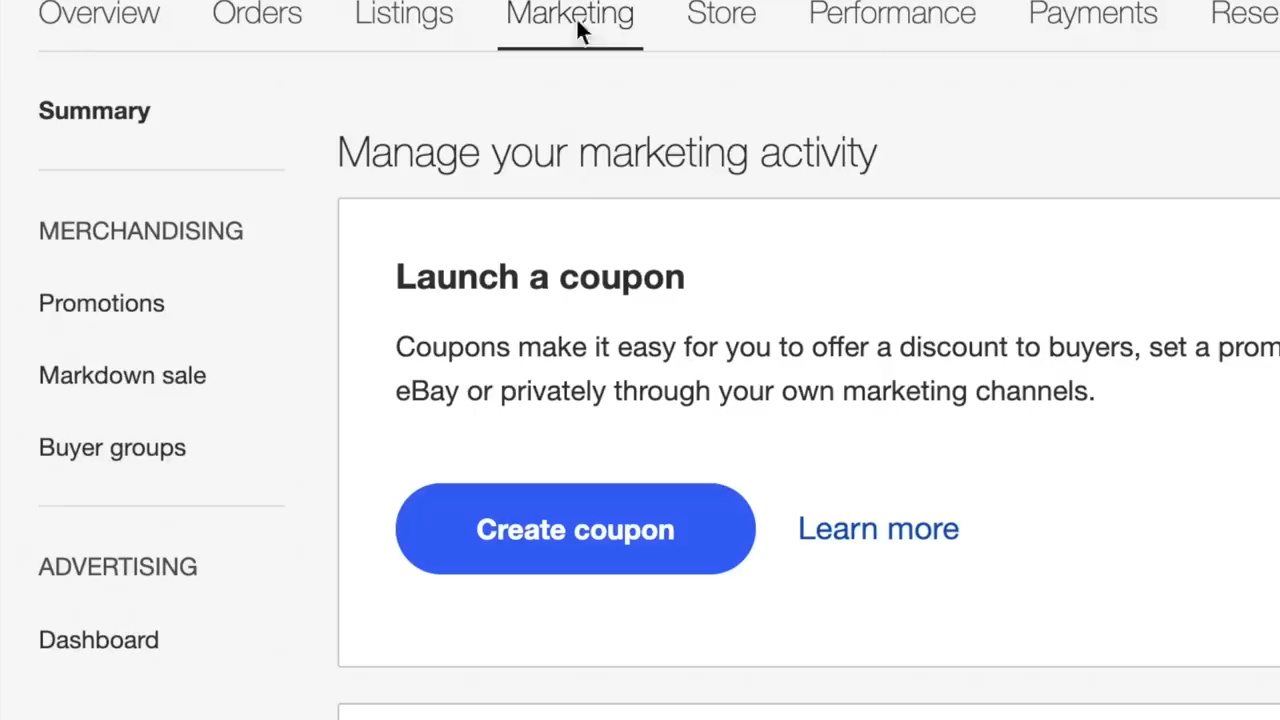 Overview Orders Listings Marketing Store Performance Payments
Summary
MERCHANDISING
Promotions
Markdown sale
Buyer groups
ADVERTISING
Dashboard
Manage your marketing activity
Launch a coupon
Coupons make it easy for you to offer a discount to buyers, set a
eBay or privately through your own marketing channels.
Create coupon Learn more